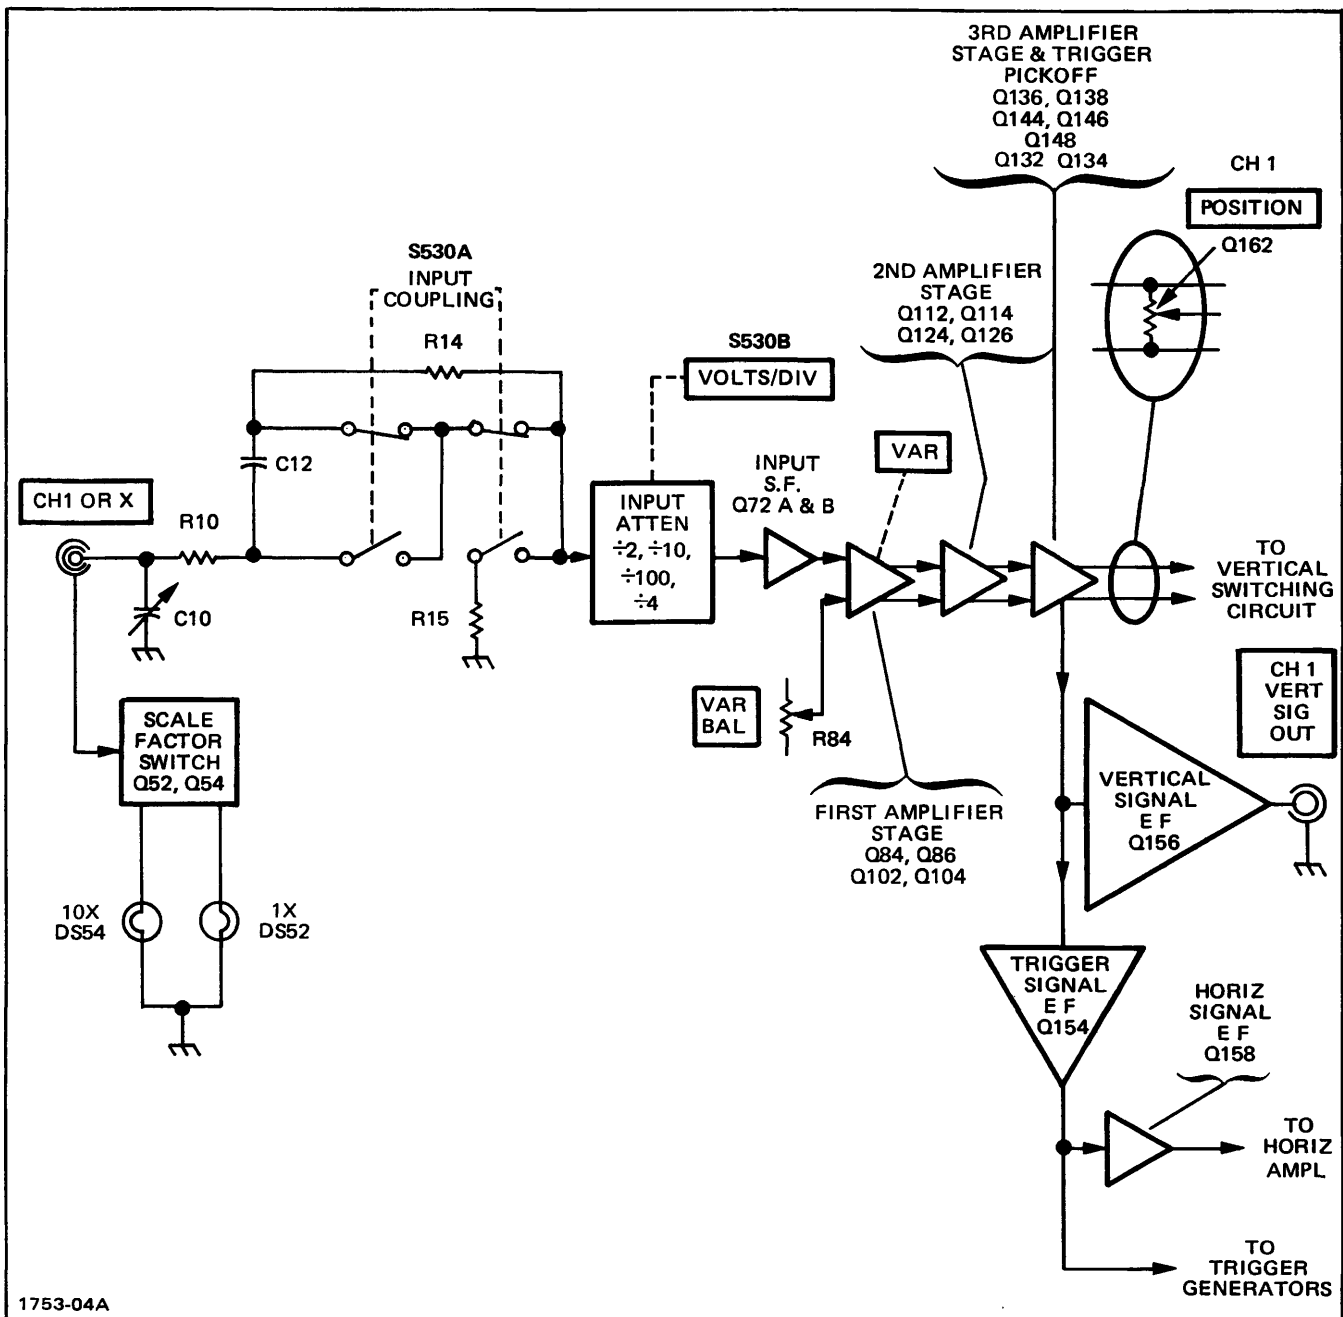 3RD AMPLIFIER
STAGE & TRIGGER
PICKOFF
Q136, Q138
Q144, Q146
Q148
Q132 Q134
CH 1
POSITION
Q162
S530A
INPUT
COUPLING
R14
2ND AMPLIFIER
STAGE
Q112, Q114
Q124, Q126
S530B
VOLTS/DIV
C12
CH1 OR X
R10
INPUT
ATTEN
÷2, ÷10,
÷100,
÷4
INPUT
S.F.
Q72 A & B
VAR
C10
R15
TO
VERTICAL
SWITCHING
CIRCUIT
VAR
BAL
R84
SCALE
FACTOR
SWITCH
Q52, Q54
CH 1
VERT
SIG
OUT
VERTICAL
SIGNAL
E F
Q156
FIRST AMPLIFIER
STAGE
Q84, Q86
Q102, Q104
10X
DS54
1X
DS52
TRIGGER
SIGNAL
E F
Q154
HORIZ
SIGNAL
E F
Q158
TO
HORIZ
AMPL
TO
TRIGGER
GENERATORS
1753-04A